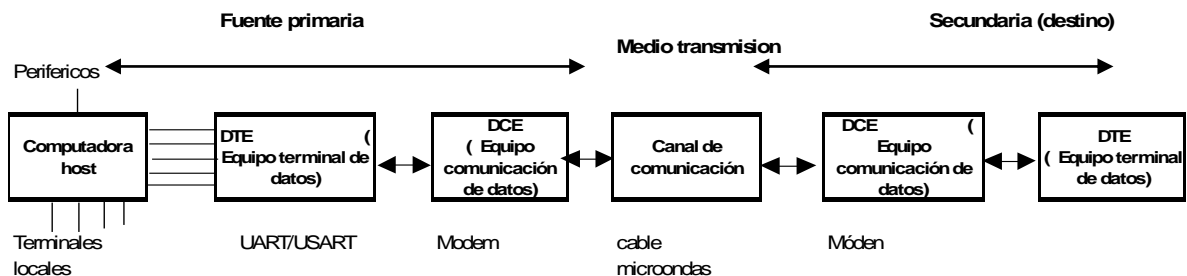 Fuente primaria
Secundaria (destino)
Medio transmision
Perifericos
Computadora
host
DTE (
Equipo terminal de
datos)
DCE
( Equipo
comunicación
de datos)
Canal de
comunicación
DCE (
Equipo
comunicación de
datos)
DTE
( Equipo terminal
de datos)
Terminales
locales
UART/USART
Modem
cable
microondas
Móden